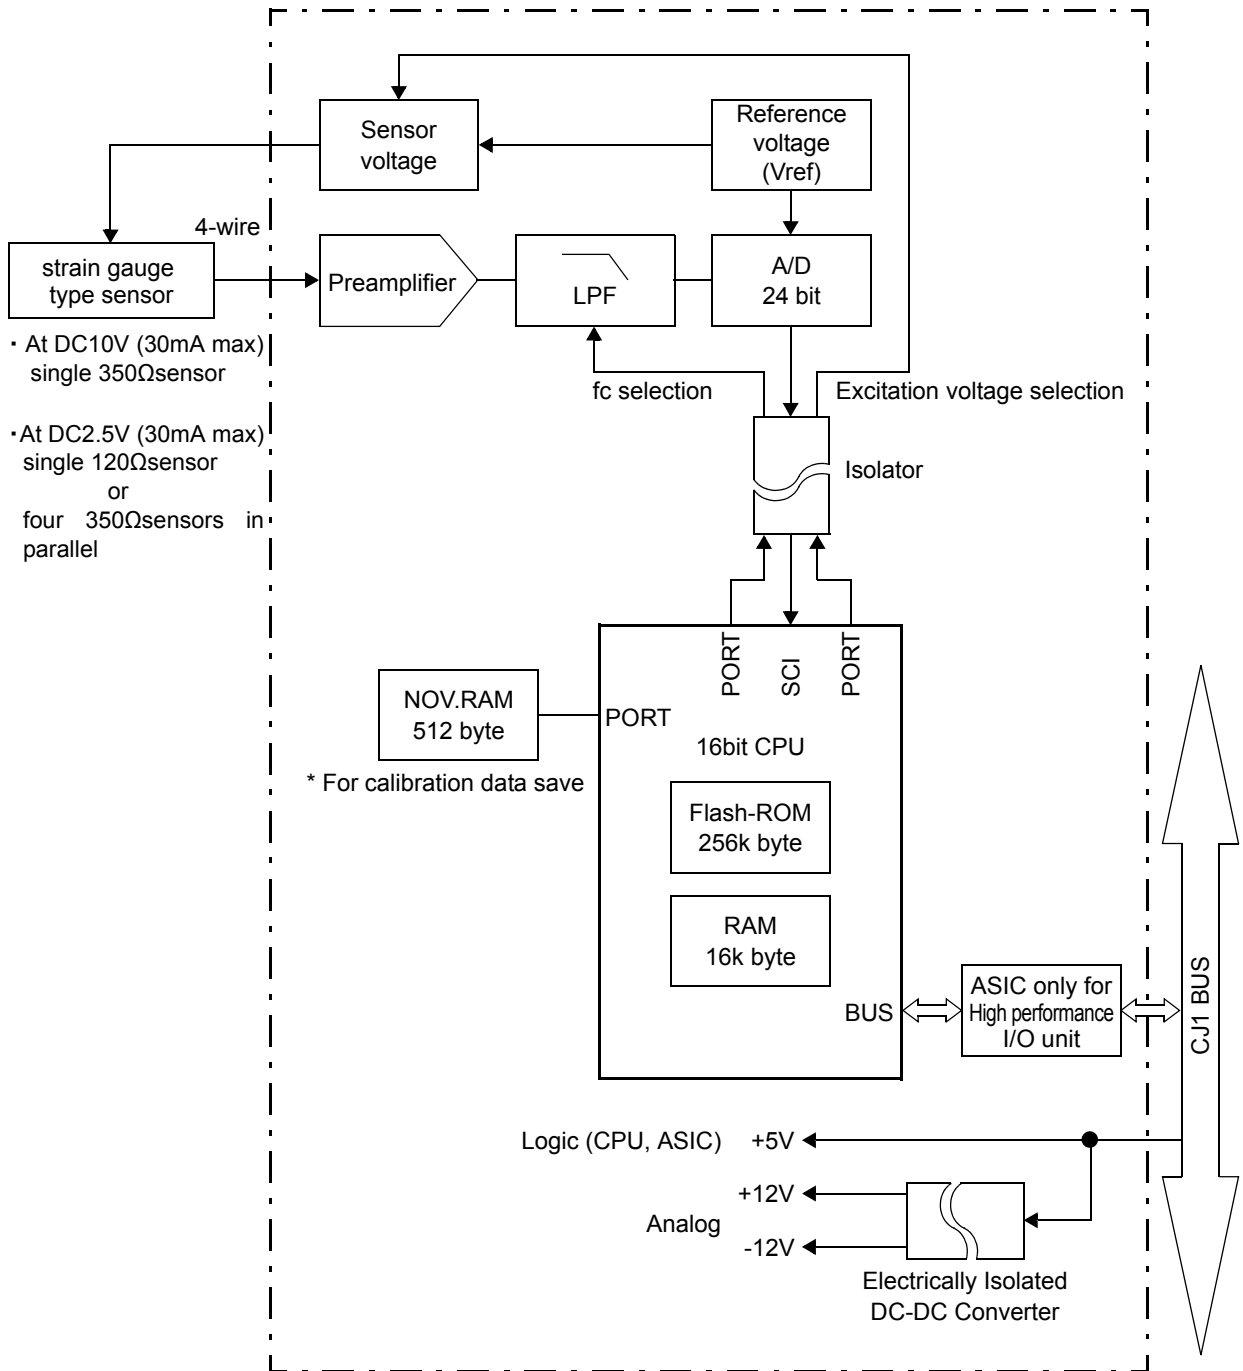 Sensor
voltage
Reference
voltage
(Vref)
4-wire
strain gauge
type sensor
Preamplifier
LPF
A/D
24 bit
・ At DC10V (30mA max)
single 350Ωsensor
・At DC2.5V (30mA max)
single 120Ωsensor
or
four 350Ωsensors in
parallel
fc selection
Excitation voltage selection
Isolator
PORT
SCI
PORT
NOV.RAM
512 byte
PORT
* For calibration data save
16bit CPU
Flash-ROM
256k byte
RAM
16k byte
BUS
ASIC only for
High performance
I/O unit
CJ1 BUS
Logic (CPU, ASIC) +5V
+12V
Analog
-12V
Electrically Isolated
DC-DC Converter